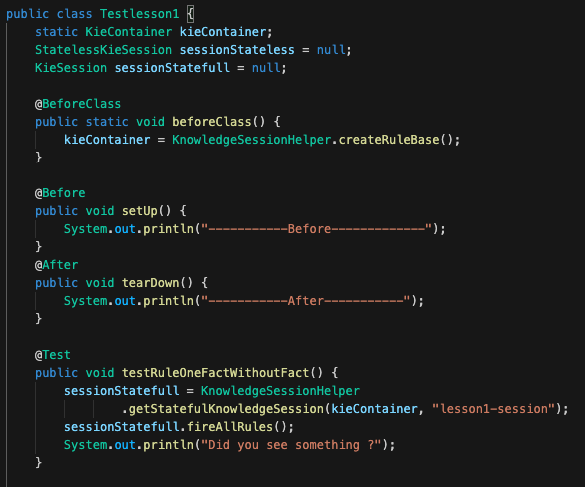 public class Testlesson1 {
    static KieContainer kieContainer;
    StatelessKieSession sessionStateless = null;
    KieSession sessionStatefull = null;

    @BeforeClass
    public static void beforeClass() {
        kieContainer = KnowledgeSessionHelper.createRuleBase();
    }

    @Before
    public void setUp() {
        System.out.println("-----------Before-------------");
    }
    @After
    public void tearDown() {
        System.out.println("-----------After-----------");
    }

    @Test
    public void testRuleOneFactWithoutFact() {
        sessionStatefull = KnowledgeSessionHelper
                .getStatefulKnowledgeSession(kieContainer, "lesson1-session");
        sessionStatefull.fireAllRules();
        System.out.println("Did you see something ?");
    }